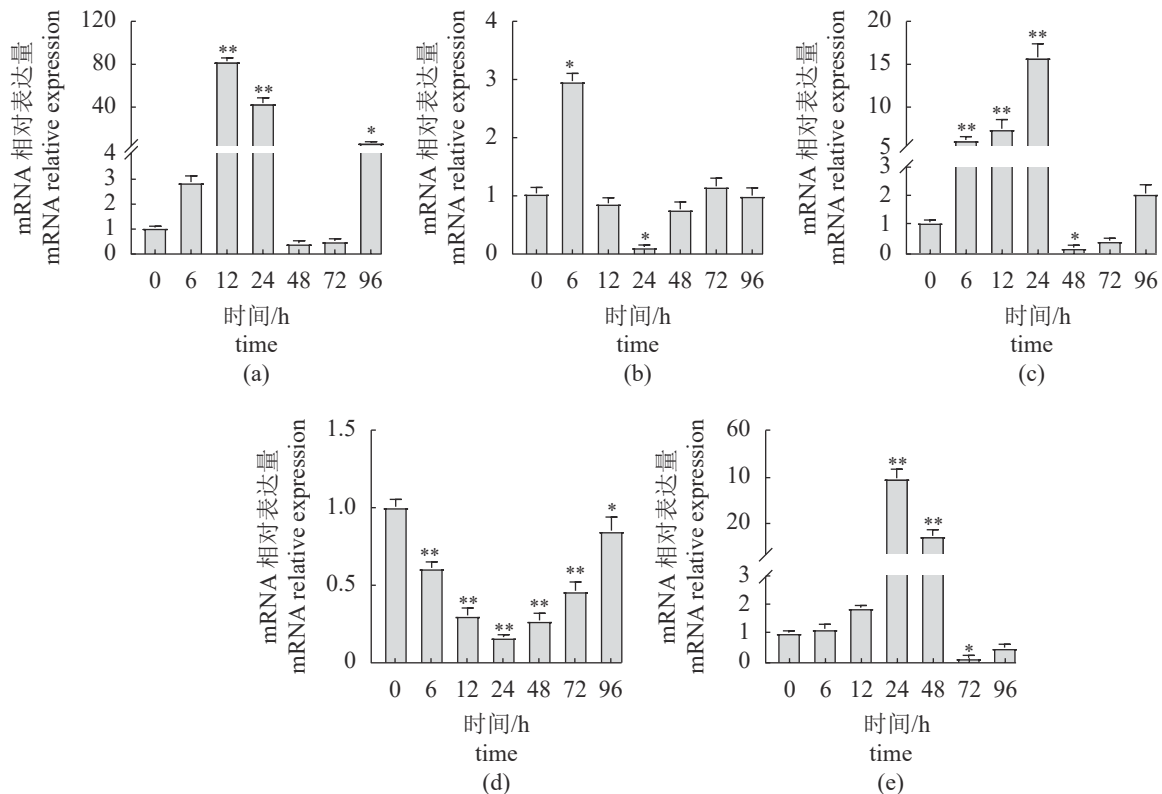 mRNA 相对表达量
mRNA relative expression
120
80
40
4
3
2
1
0
** ** *
0 6 12 24 48 72 96
时间/h
time
(a)
mRNA 相对表达量
mRNA relative expression
4
3
2
1
0
* *
0 6 12 24 48 72 96
时间/h
time
(b)
mRNA 相对表达量
mRNA relative expression
20
15
10
5
3
2
1
0
** ** ** *
0 6 12 24 48 72 96
时间/h
time
(c)
mRNA 相对表达量
mRNA relative expression
1.5
1.0
0.5
0
** ** ** ** ** *
0 6 12 24 48 72 96
时间/h
time
(d)
mRNA 相对表达量
mRNA relative expression
60
10
20
3
2
1
0
** ** *
0 6 12 24 48 72 96
时间/h
time
(e)